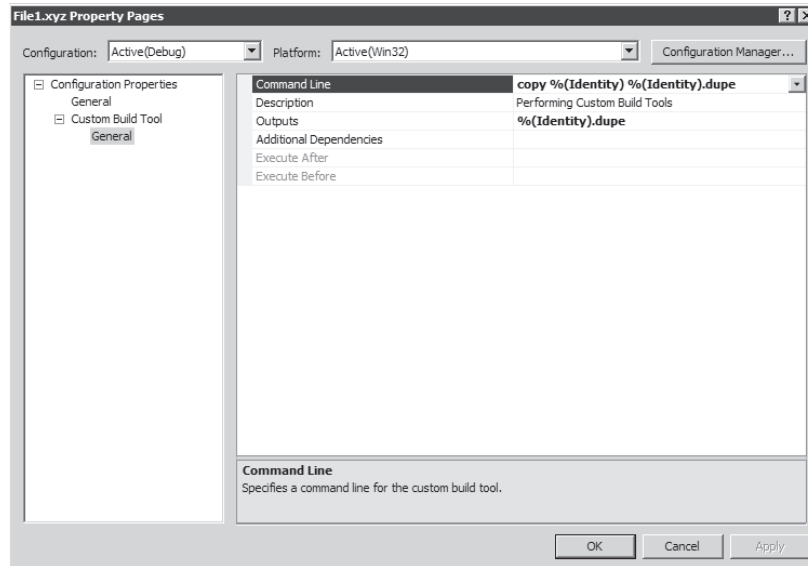 File1.xyz Property Pages
Configuration: Active(Debug) Platform: Active(Win32) Configuration Manager...
Configuration Properties
General
Custom Build Tool
General
Command Line copy %(Identity) %(Identity).dupe
Description Performing Custom Build Tools
Outputs %(Identity).dupe
Additional Dependencies
Execute After
Execute Before
Command Line
Specifies a command line for the custom build tool.
OK Cancel Apply